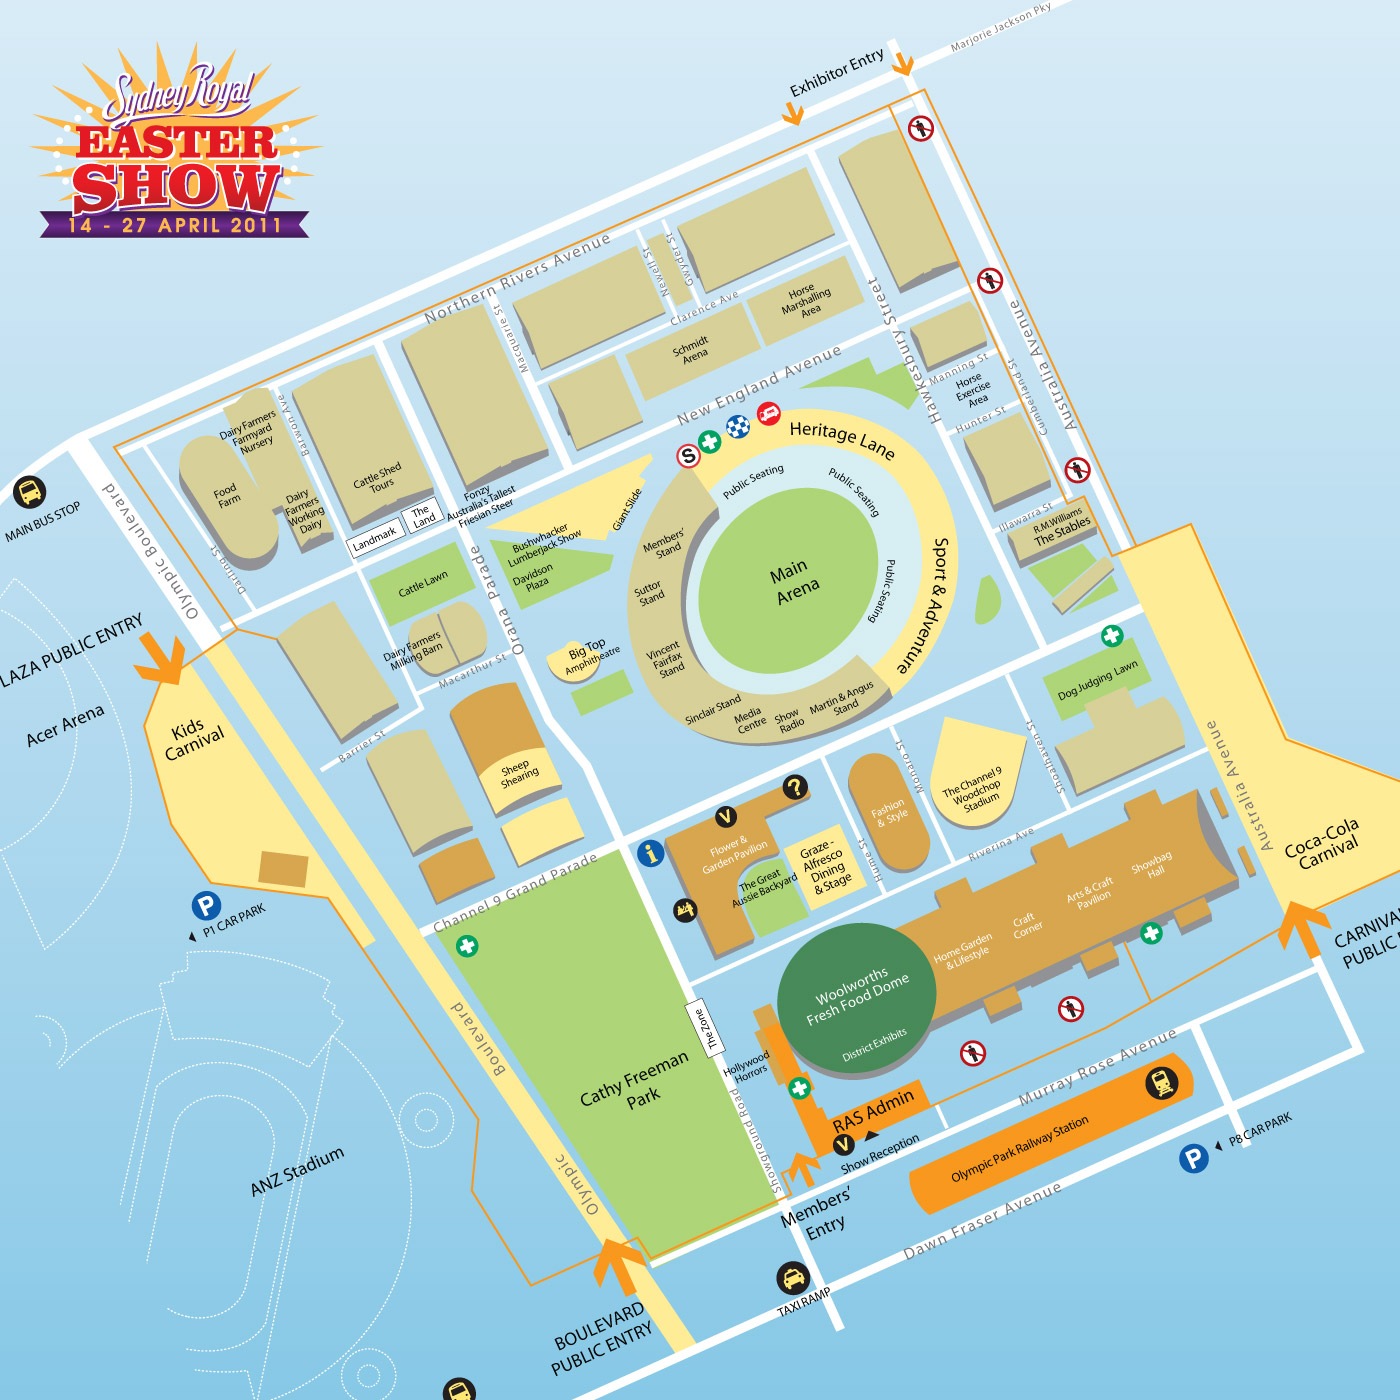 Sydney Royal
EASTER
SHOW
14 - 27 APRIL 2011
Marjorie Jackson Pky
Exhibitor Entry
Northern Rivers Avenue
Newell St
Gwyder St
Clarence Ave
Macquarie St
Horse
Marshalling
Area
Schmidt
Arena
New England Avenue
Hawkesbury Street
Australia Avenue
Cumberland St
Manning St
Horse
Exercise
Area
Hunter St
Illawarra St
R.M.Williams
The Stables
Dairy Farmers
Farmyard
Nursery
Barwon Ave
Food
Farm
Dairy
Farmers
Working
Dairy
Cattle Shed
Tours
Landmark
The
Land
Fonzy
Australia's Tallest
Friesian Steer
Darling St
MAIN BUS STOP
Olympic Boulevard
PLAZA PUBLIC ENTRY
Acer Arena
Kids
Carnival
Cattle Lawn
Dairy Farmers
Milking Barn
Macarthur St
Barrier St
Orana Parade
Bushwhacker
Lumberjack Show
Giant Slide
Davidson
Plaza
Big Top
Amphitheatre
S
Heritage Lane
Public Seating
Public Seating
Public Seating
Sport & Adventure
Main
Arena
Members'
Stand
Suttor
Stand
Vincent
Fairfax
Stand
Sinclair Stand
Media
Centre
Show
Radio
Martin & Angus
Stand
Dog Judging Lawn
Shoalhaven St
Monaro St
The Channel 9
Woodchop
Stadium
Riverina Ave
Australia Avenue
Coca-Cola
Carnival
CARNIVAL
PUBLIC
Sheep
Shearing
Channel 9 Grand Parade
i
V
?
Flower &
Garden Pavilion
The Great
Aussie Backyard
Graze -
Alfresco
Dining
& Stage
Hume St
Fashion
& Style
Showbag
Hall
Arts & Craft
Pavilion
Craft
Corner
Home Garden
& Lifestyle
Woolworths
Fresh Food Dome
District Exhibits
P
P1 CAR PARK
ANZ Stadium
Boulevard
Olympic
Cathy Freeman
Park
The Zone
Hollywood
Horrors
Showground Road
RAS Admin
V
Show Reception
Members'
Entry
Murray Rose Avenue
Olympic Park Railway Station
Dawn Fraser Avenue
P
P8 CAR PARK
TAXI RAMP
BOULEVARD
PUBLIC ENTRY